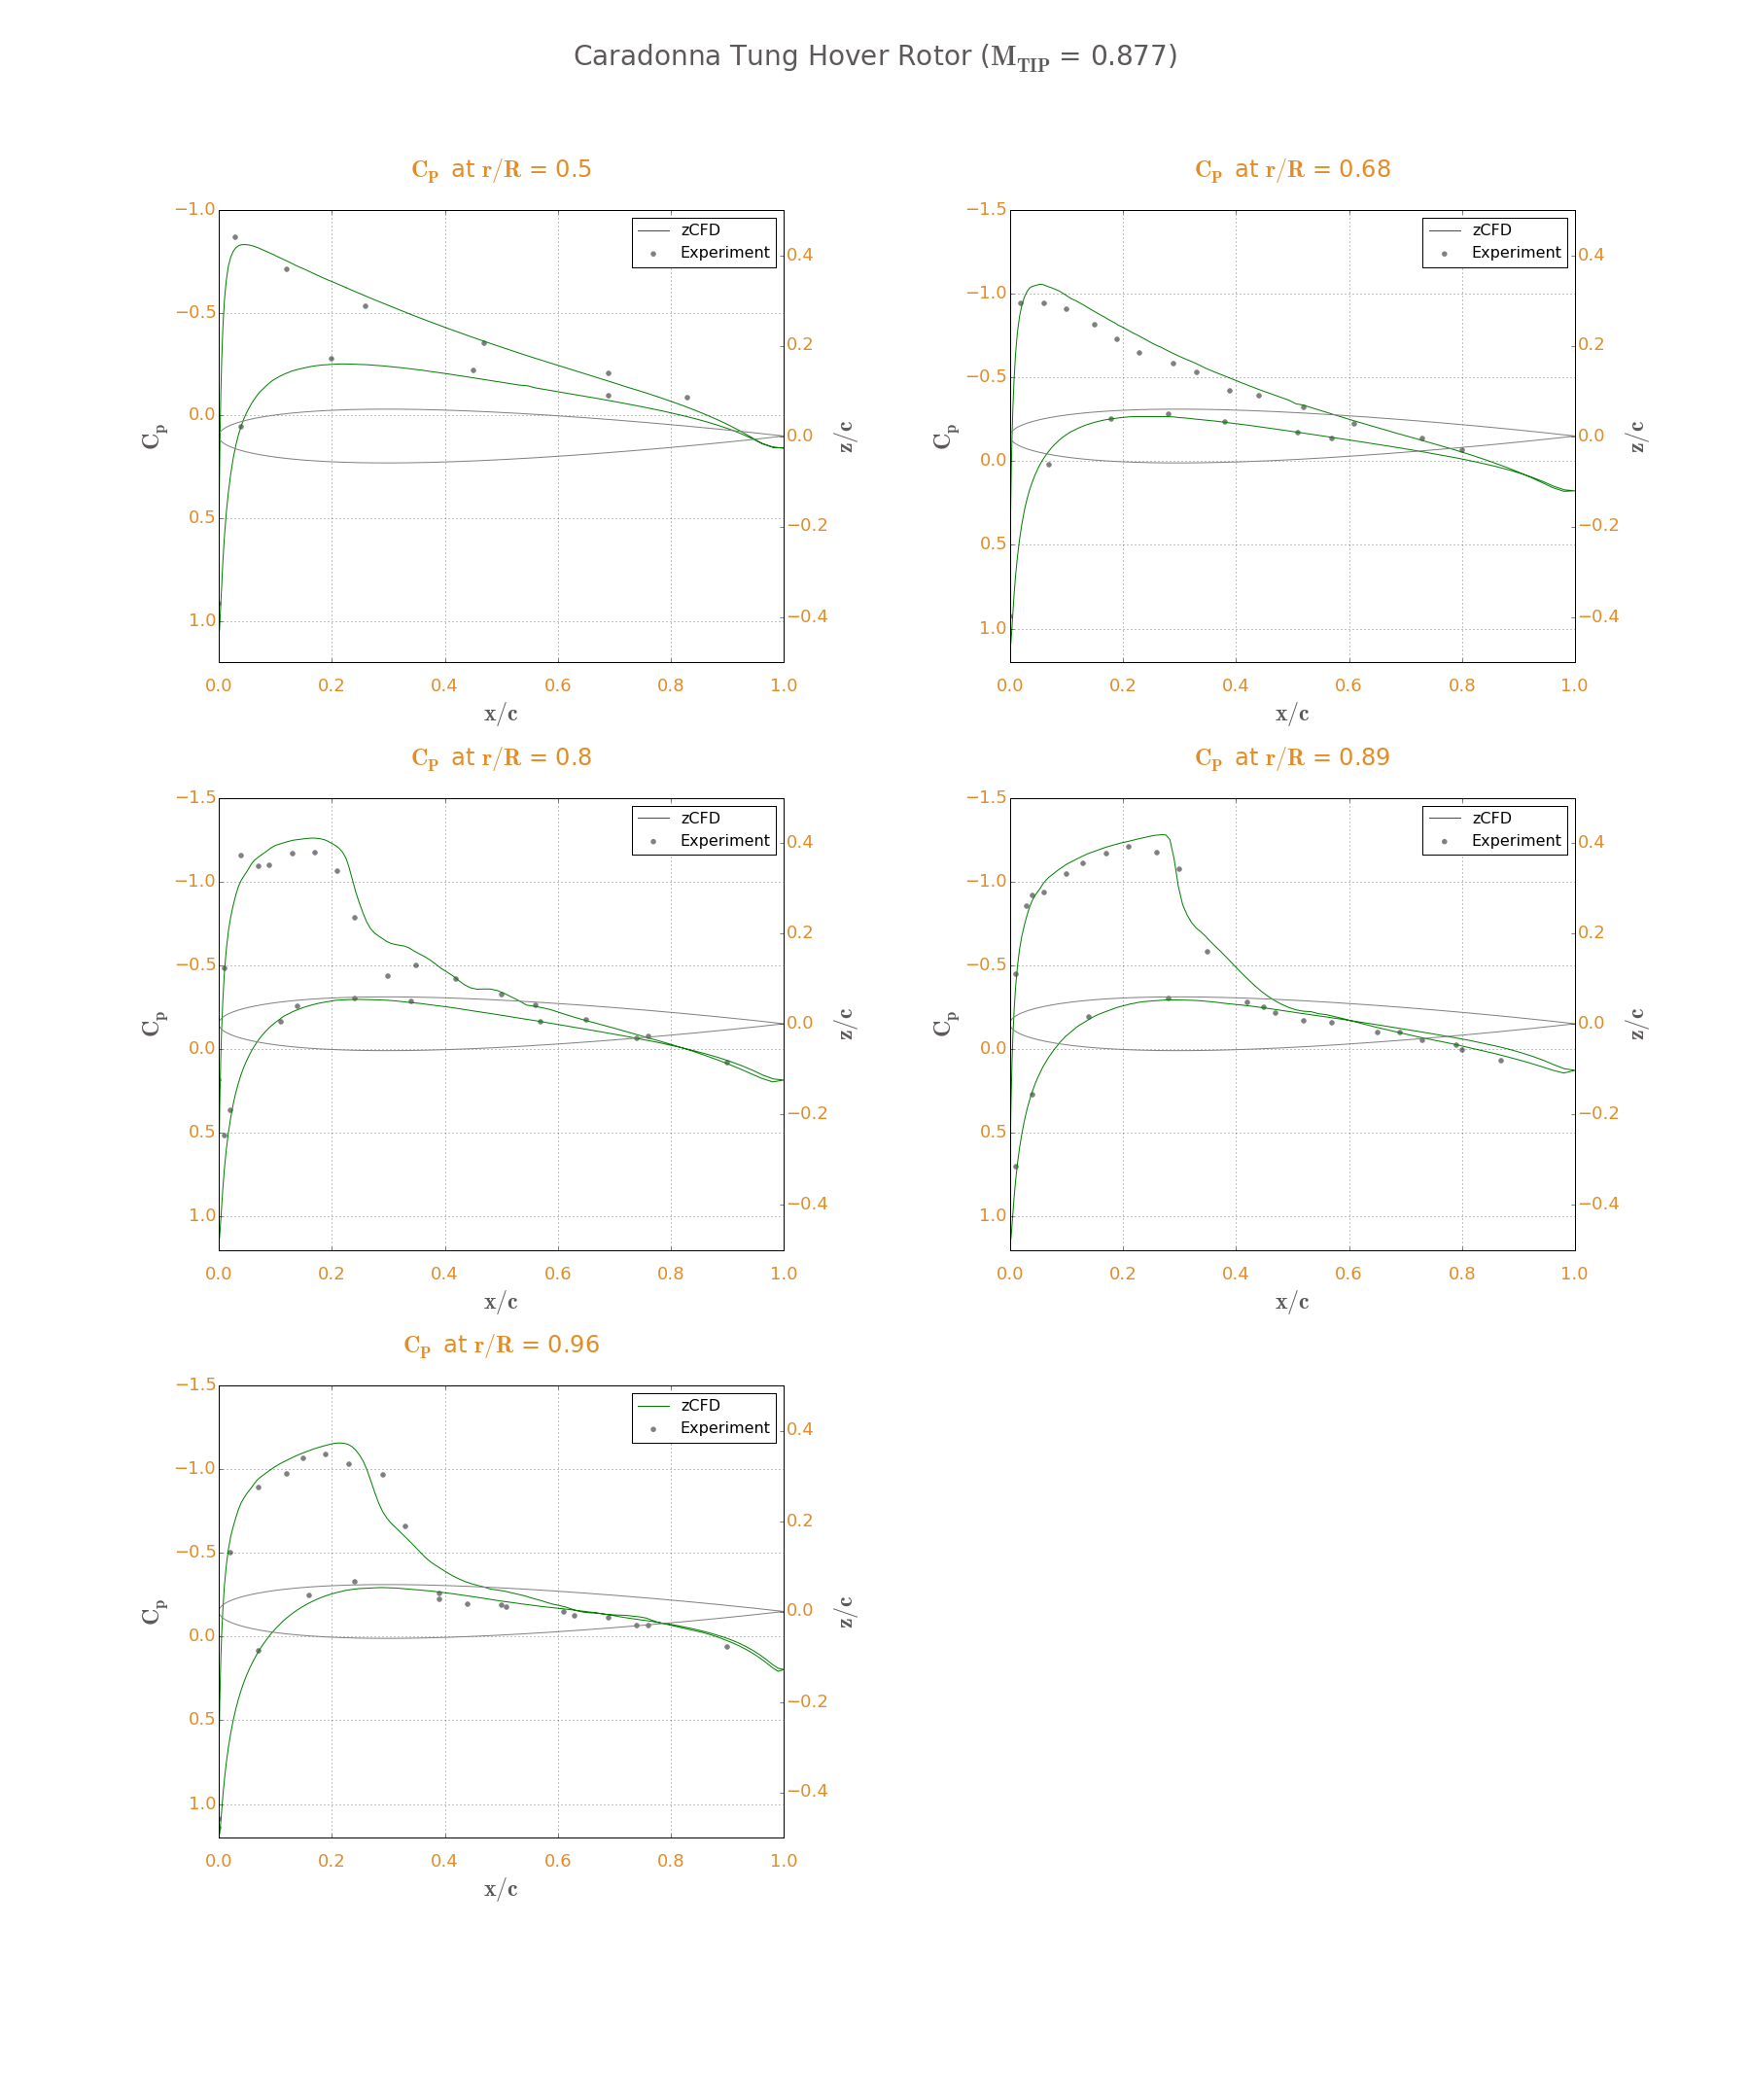 Caradonna Tung Hover Rotor (M_TIP = 0.877)
C_P at r/R = 0.5
−1.0
−0.5
0.0
0.5
1.0
C_p
zCFD
Experiment
0.4
0.2
0.0
−0.2
−0.4
z/c
0.0 0.2 0.4 0.6 0.8 1.0
x/c
C_P at r/R = 0.68
−1.5
−1.0
−0.5
0.0
0.5
1.0
C_p
zCFD
Experiment
0.4
0.2
0.0
−0.2
−0.4
z/c
0.0 0.2 0.4 0.6 0.8 1.0
x/c
C_P at r/R = 0.8
−1.5
−1.0
−0.5
0.0
0.5
1.0
C_p
zCFD
Experiment
0.4
0.2
0.0
−0.2
−0.4
z/c
0.0 0.2 0.4 0.6 0.8 1.0
x/c
C_P at r/R = 0.89
−1.5
−1.0
−0.5
0.0
0.5
1.0
C_p
zCFD
Experiment
0.4
0.2
0.0
−0.2
−0.4
z/c
0.0 0.2 0.4 0.6 0.8 1.0
x/c
C_P at r/R = 0.96
−1.5
−1.0
−0.5
0.0
0.5
1.0
C_p
zCFD
Experiment
0.4
0.2
0.0
−0.2
−0.4
z/c
0.0 0.2 0.4 0.6 0.8 1.0
x/c